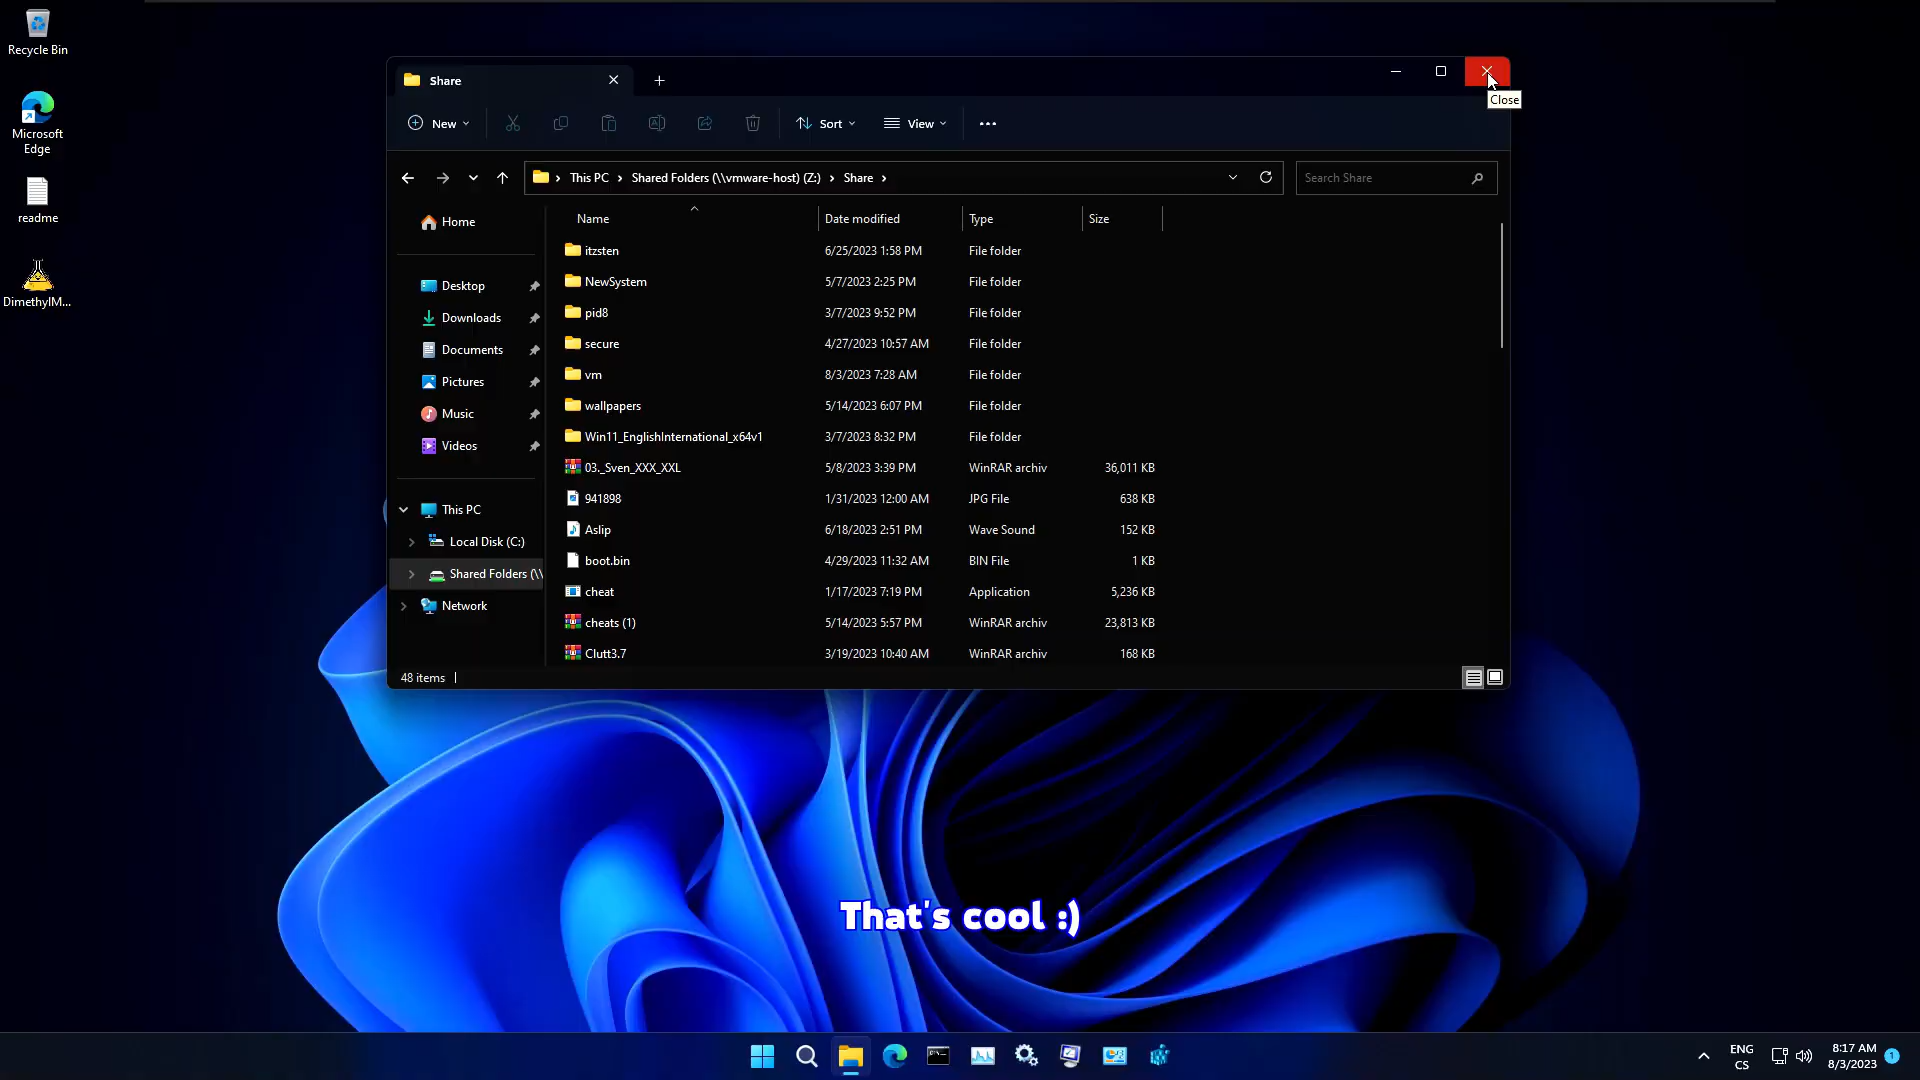 Recycle Bin
Microsoft
Edge
readme
DimethylM...
Share
Close
New
Sort
View
This PC
Shared Folders (\\vmware-host) (Z:)
Share
Search Share
Home
Desktop
Downloads
Documents
Pictures
Music
Videos
This PC
Local Disk (C:)
Shared Folders (\\
Network
Name Date modified Type Size
itzsten 6/25/2023 1:58 PM File folder
NewSystem 5/7/2023 2:25 PM File folder
pid8 3/7/2023 9:52 PM File folder
secure 4/27/2023 10:57 AM File folder
vm 8/3/2023 7:28 AM File folder
wallpapers 5/14/2023 6:07 PM File folder
Win11_EnglishInternational_x64v1 3/7/2023 8:32 PM File folder
03._Sven_XXX_XXL 5/8/2023 3:39 PM WinRAR archiv 36,011 KB
941898 1/31/2023 12:00 AM JPG File 638 KB
Aslip 6/18/2023 2:51 PM Wave Sound 152 KB
boot.bin 4/29/2023 11:32 AM BIN File 1 KB
cheat 1/17/2023 7:19 PM Application 5,236 KB
cheats (1) 5/14/2023 5:57 PM WinRAR archiv 23,813 KB
Clutt3.7 3/19/2023 10:40 AM WinRAR archiv 168 KB
48 items
That's cool :)
ENG
CS
8:17 AM
8/3/2023
1